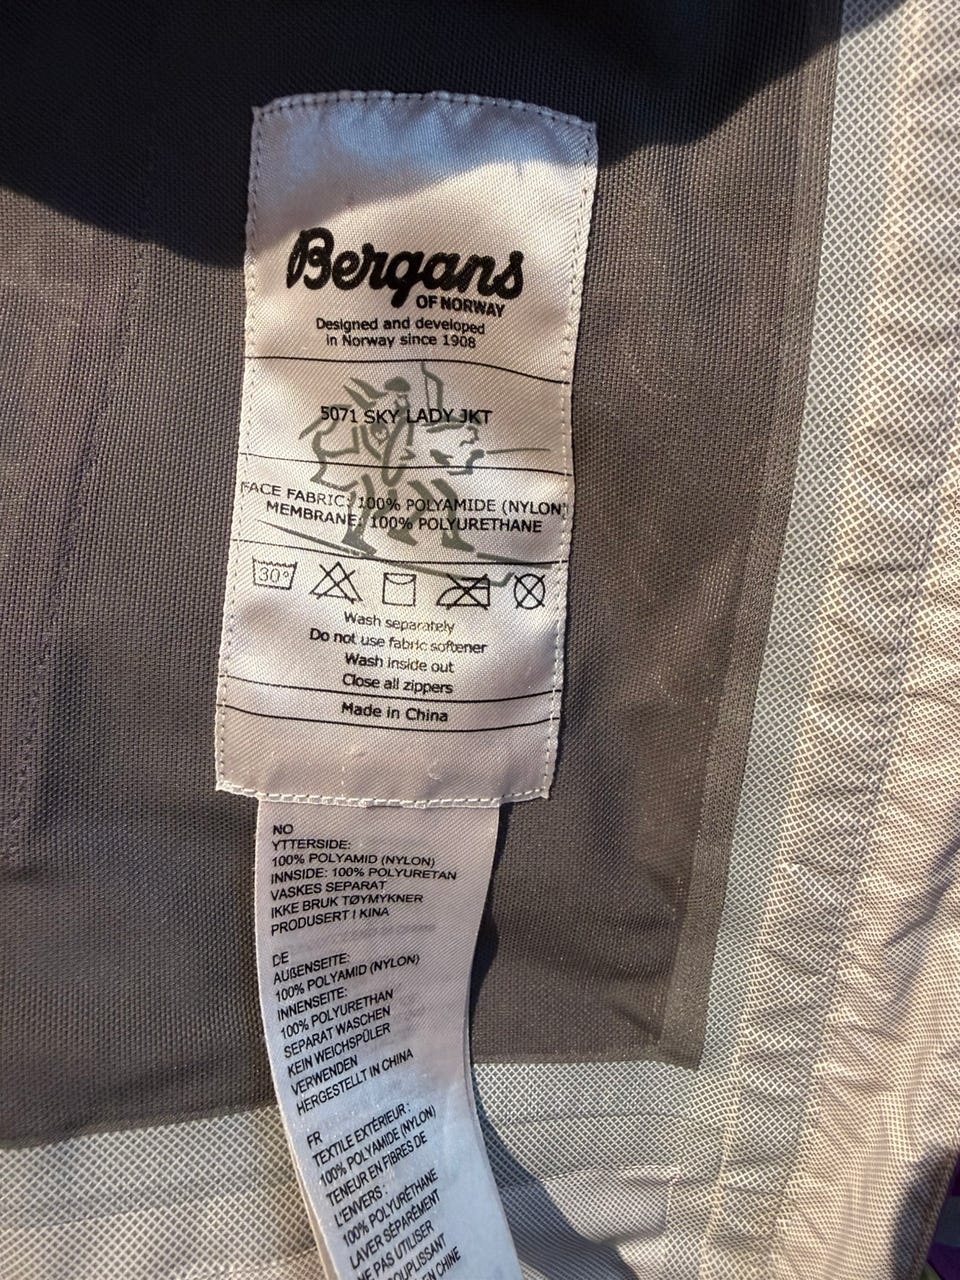 Bergans
OF NORWAY
Designed and developed
in Norway since 1908
5071 SKY LADY JKT
FACE FABRIC: 100% POLYAMIDE (NYLON)
MEMBRANE: 100% POLYURETHANE
30°
Wash separately
Do not use fabric softener
Wash inside out
Close all zippers
Made in China
NO
YTTERSIDE:
100% POLYAMID (NYLON)
INNSIDE: 100% POLYURETAN
VASKES SEPARAT
IKKE BRUK TØYMYKNER
PRODUSERT I KINA
DE
AUßENSEITE:
100% POLYAMID (NYLON)
INNENSEITE:
100% POLYURETHAN
SEPARAT WASCHEN
KEIN WEICHSPÜLER
VERWENDEN
HERGESTELLT IN CHINA
FR
TEXTILE EXTÉRIEUR:
100% POLYAMIDE (NYLON)
TENEUR EN FIBRES DE
L'ENVERS:
100% POLYURÉTHANE
LAVER SÉPARÉMENT
NE PAS UTILISER
EN CHINE